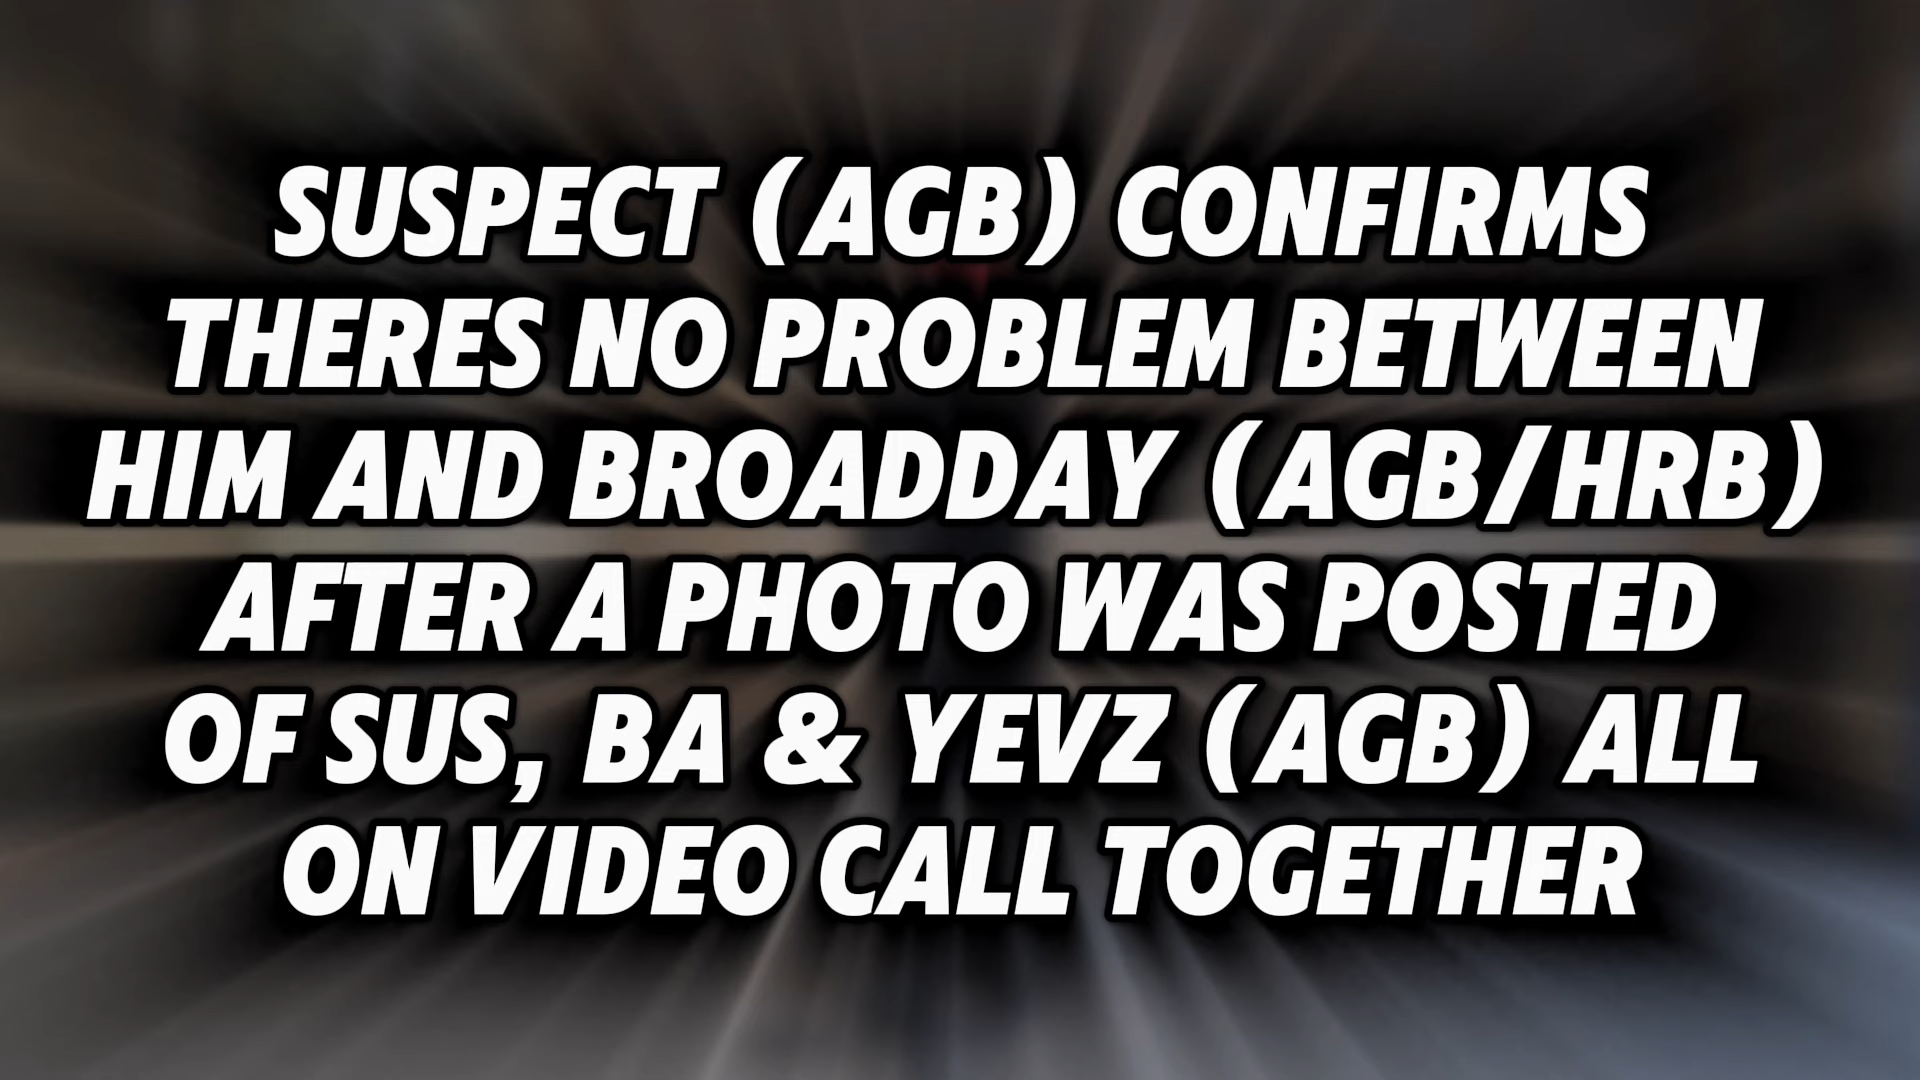 SUSPECT (AGB) CONFIRMS
THERES NO PROBLEM BETWEEN
HIM AND BROADDAY (AGB/HRB)
AFTER A PHOTO WAS POSTED
OF SUS, BA & YEVZ (AGB) ALL
ON VIDEO CALL TOGETHER